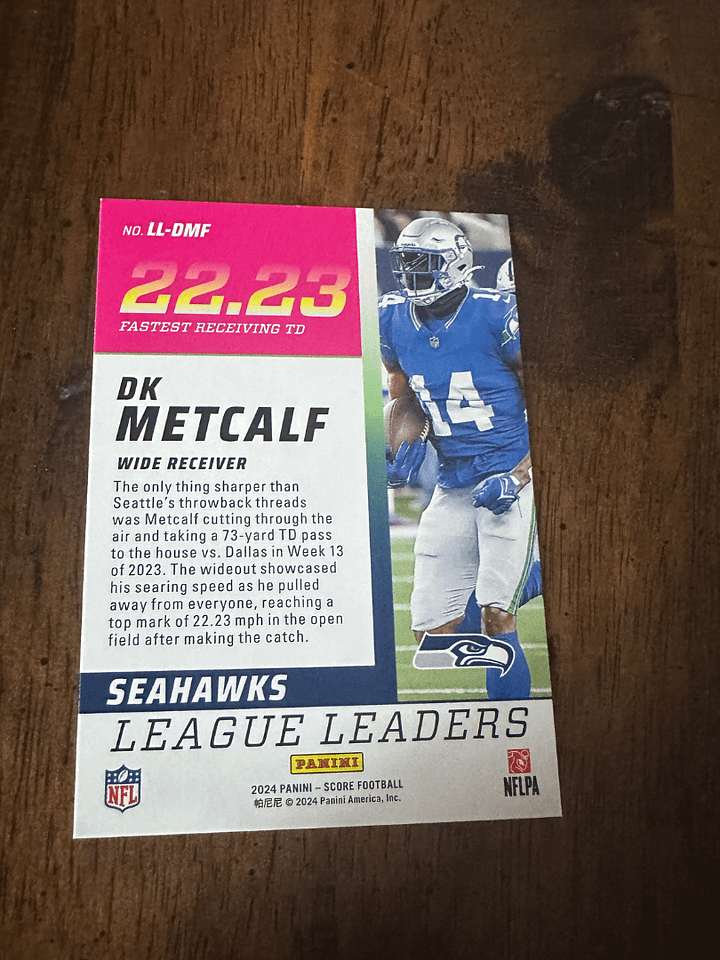 NO. LL-DMF
22.23
FASTEST RECEIVING TD
DK
METCALF
WIDE RECEIVER
The only thing sharper than
Seattle's throwback threads
was Metcalf cutting through the
air and taking a 73-yard TD pass
to the house vs. Dallas in Week 13
of 2023. The wideout showcased
his searing speed as he pulled
away from everyone, reaching a
top mark of 22.23 mph in the open
field after making the catch.
14
14
SEAHAWKS
LEAGUE LEADERS
PANINI
NFL
2024 PANINI – SCORE FOOTBALL
帕尼尼 © 2024 Panini America, Inc.
NFLPA